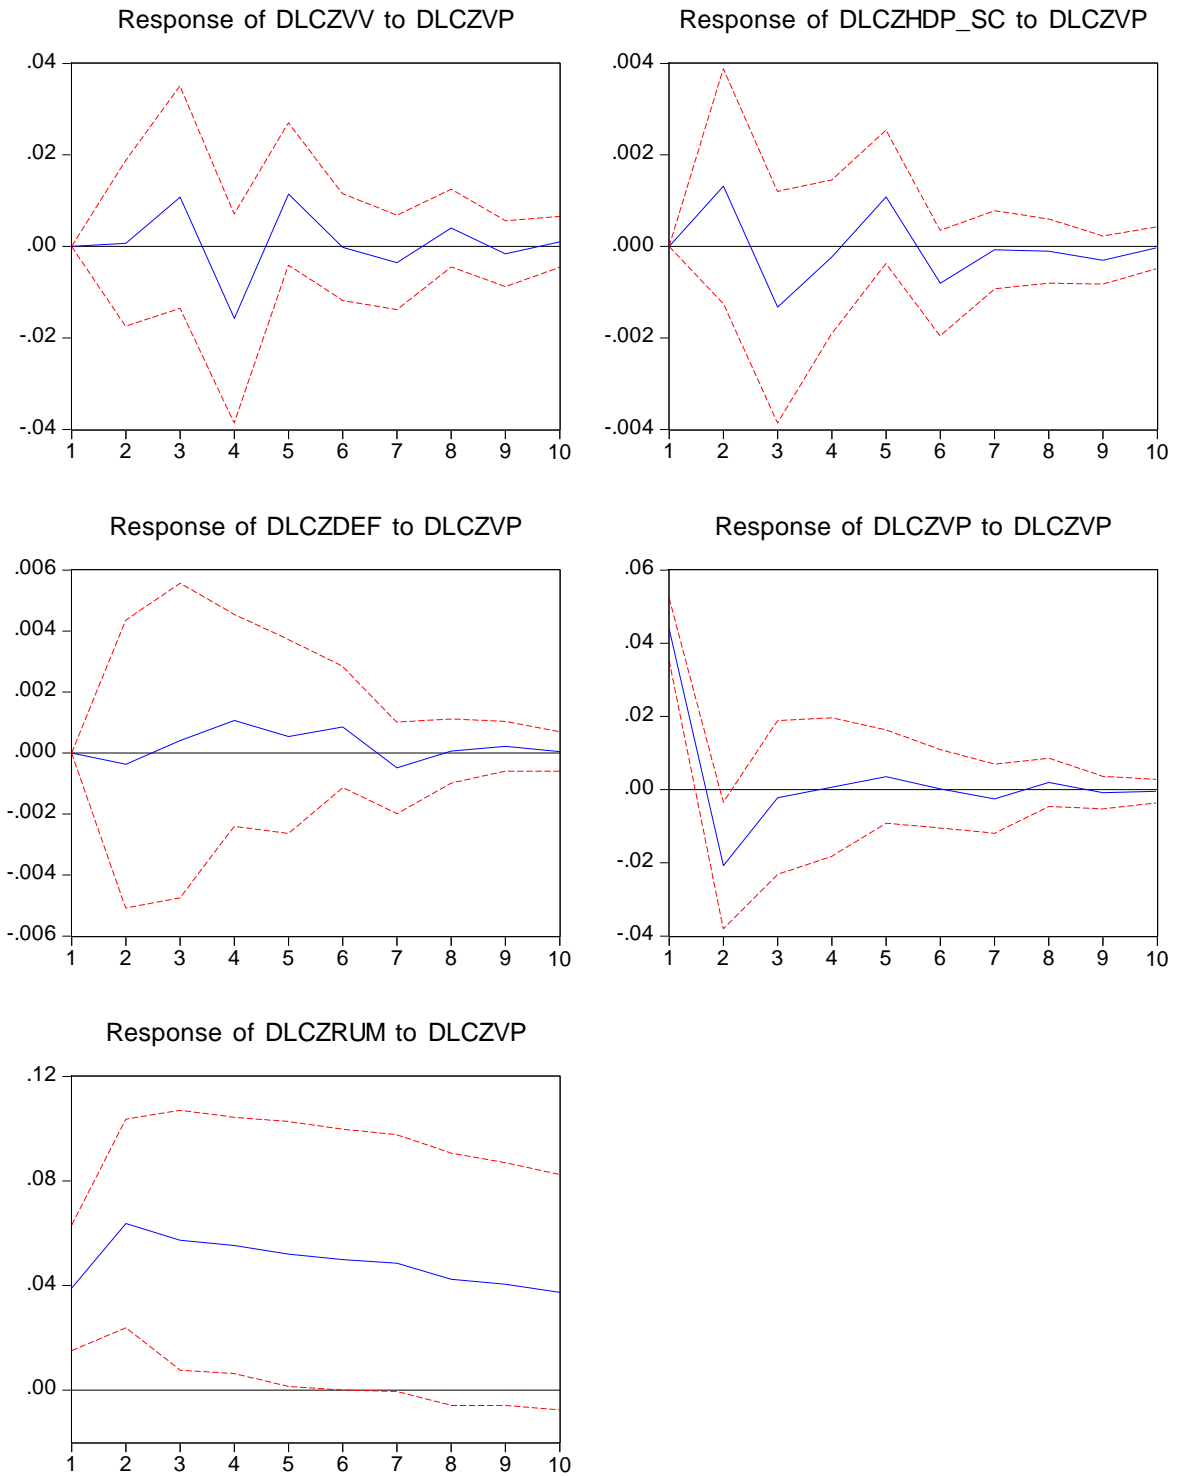 Response of DLCZVV to DLCZVP
.04
.02
.00
-.02
-.04
1 2 3 4 5 6 7 8 9 10
Response of DLCZHDP_SC to DLCZVP
.004
.002
.000
-.002
-.004
1 2 3 4 5 6 7 8 9 10
Response of DLCZDEF to DLCZVP
.006
.004
.002
.000
-.002
-.004
-.006
1 2 3 4 5 6 7 8 9 10
Response of DLCZVP to DLCZVP
.06
.04
.02
.00
-.02
-.04
1 2 3 4 5 6 7 8 9 10
Response of DLCZRUM to DLCZVP
.12
.08
.04
.00
1 2 3 4 5 6 7 8 9 10